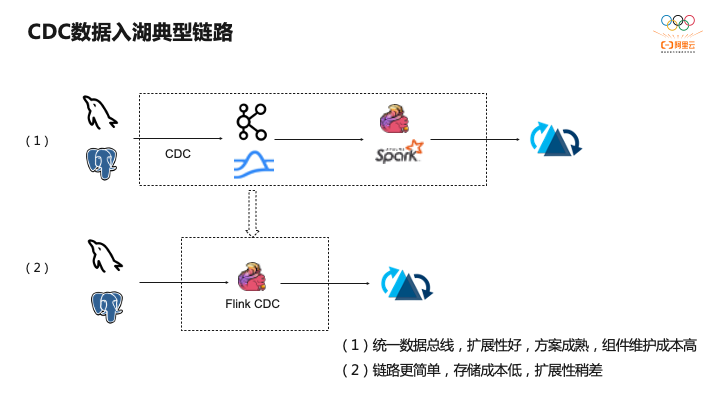 CDC数据入湖典型链路
阿里云
（1）
CDC
Spark
（2）
Flink CDC
（1）统一数据总线，扩展性好，方案成熟，组件维护成本高
（2）链路更简单，存储成本低，扩展性稍差